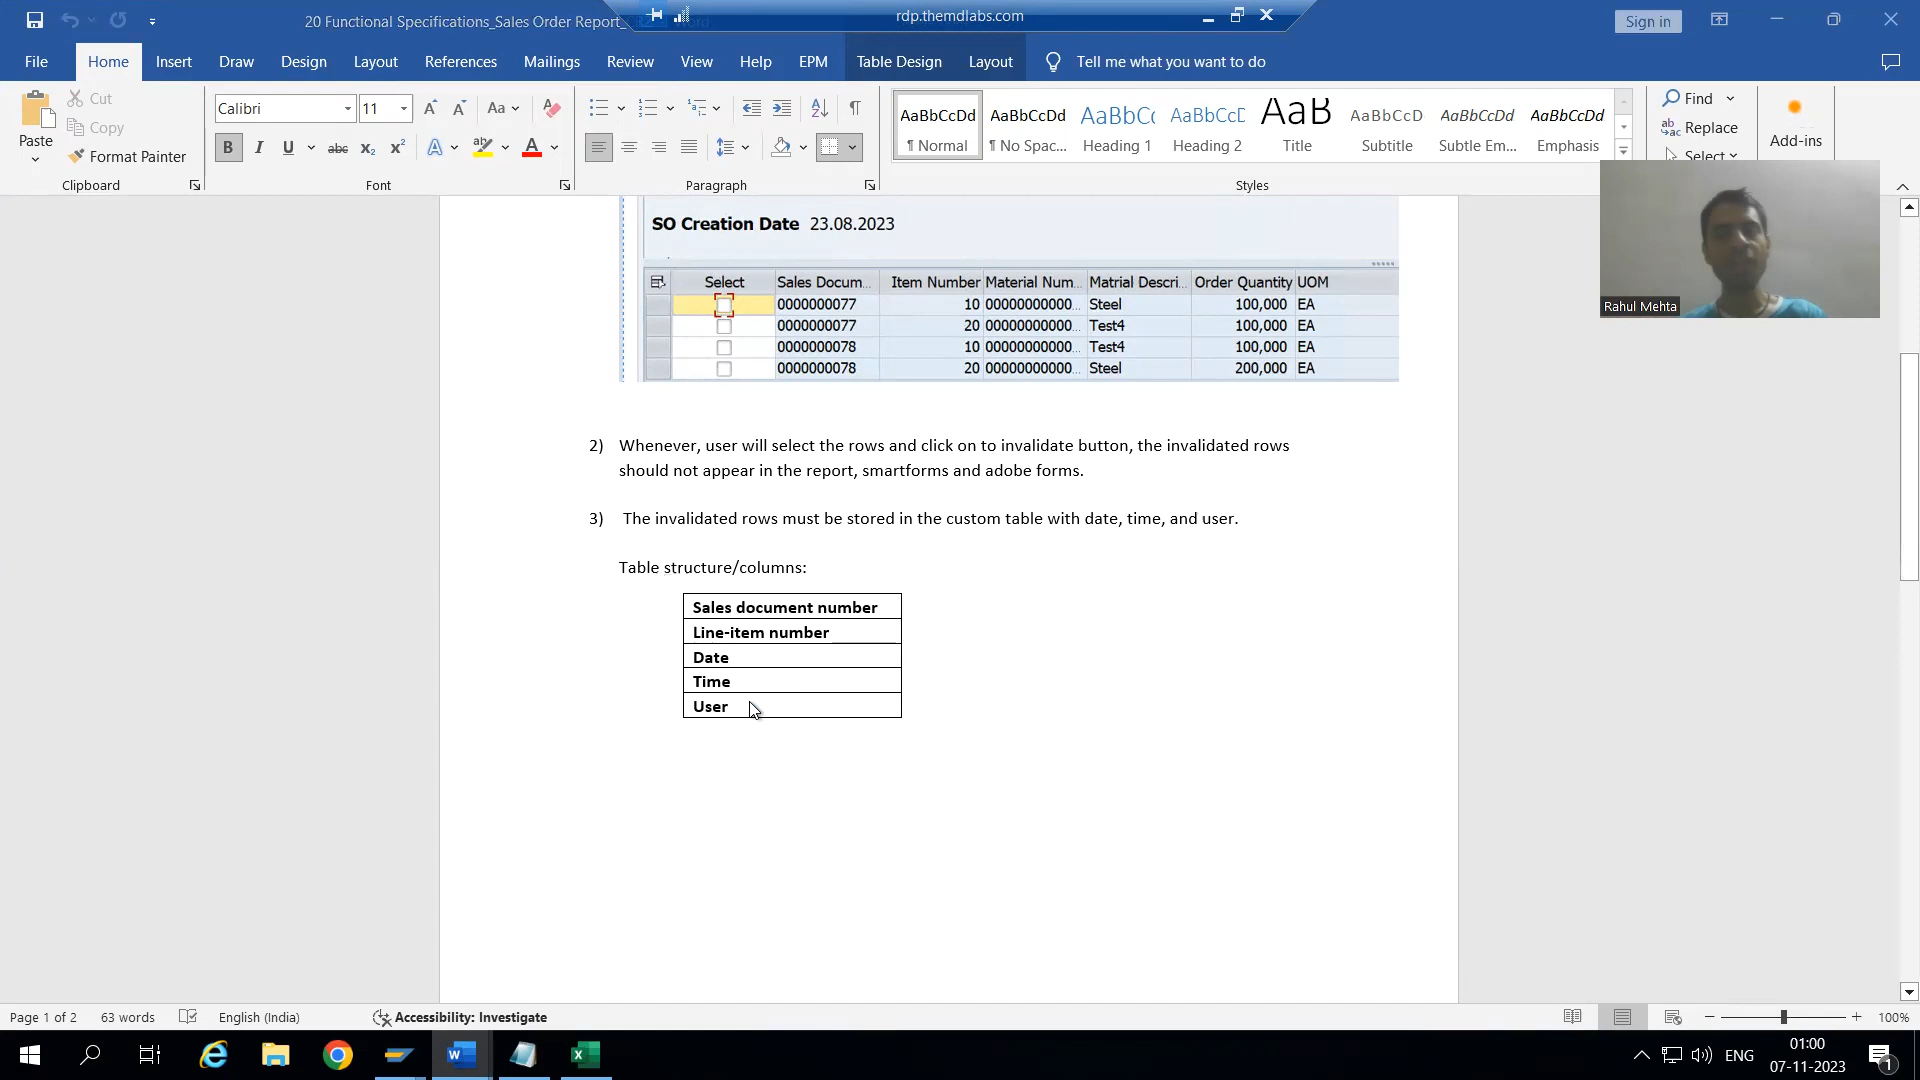 20 Functional Specifications_Sales Order Report_
rdp.themdlabs.com
Sign in
File Home Insert Draw Design Layout References Mailings Review View Help EPM Table Design Layout Tell me what you want to do
Paste
Cut
Copy
Format Painter
Clipboard
Calibri 11
Font
Paragraph
AaBbCcDd AaBbCcDd AaBbCc AaBbCcD AaB AaBbCcD AaBbCcDd AaBbCcDd
¶ Normal ¶ No Spac... Heading 1 Heading 2 Title Subtitle Subtle Em... Emphasis
Styles
Find
Replace
Select
Add-ins
Rahul Mehta
SO Creation Date 23.08.2023
Select Sales Docum... Item Number Material Num... Matrial Descri... Order Quantity UOM
0000000077 10 00000000000... Steel 100,000 EA
0000000077 20 00000000000... Test4 100,000 EA
0000000078 10 00000000000... Test4 100,000 EA
0000000078 20 00000000000... Steel 200,000 EA
2) Whenever, user will select the rows and click on to invalidate button, the invalidated rows
should not appear in the report, smartforms and adobe forms.
3) The invalidated rows must be stored in the custom table with date, time, and user.
Table structure/columns:
Sales document number
Line-item number
Date
Time
User
Page 1 of 2 63 words English (India) Accessibility: Investigate 100%
ENG
01:00
07-11-2023
1